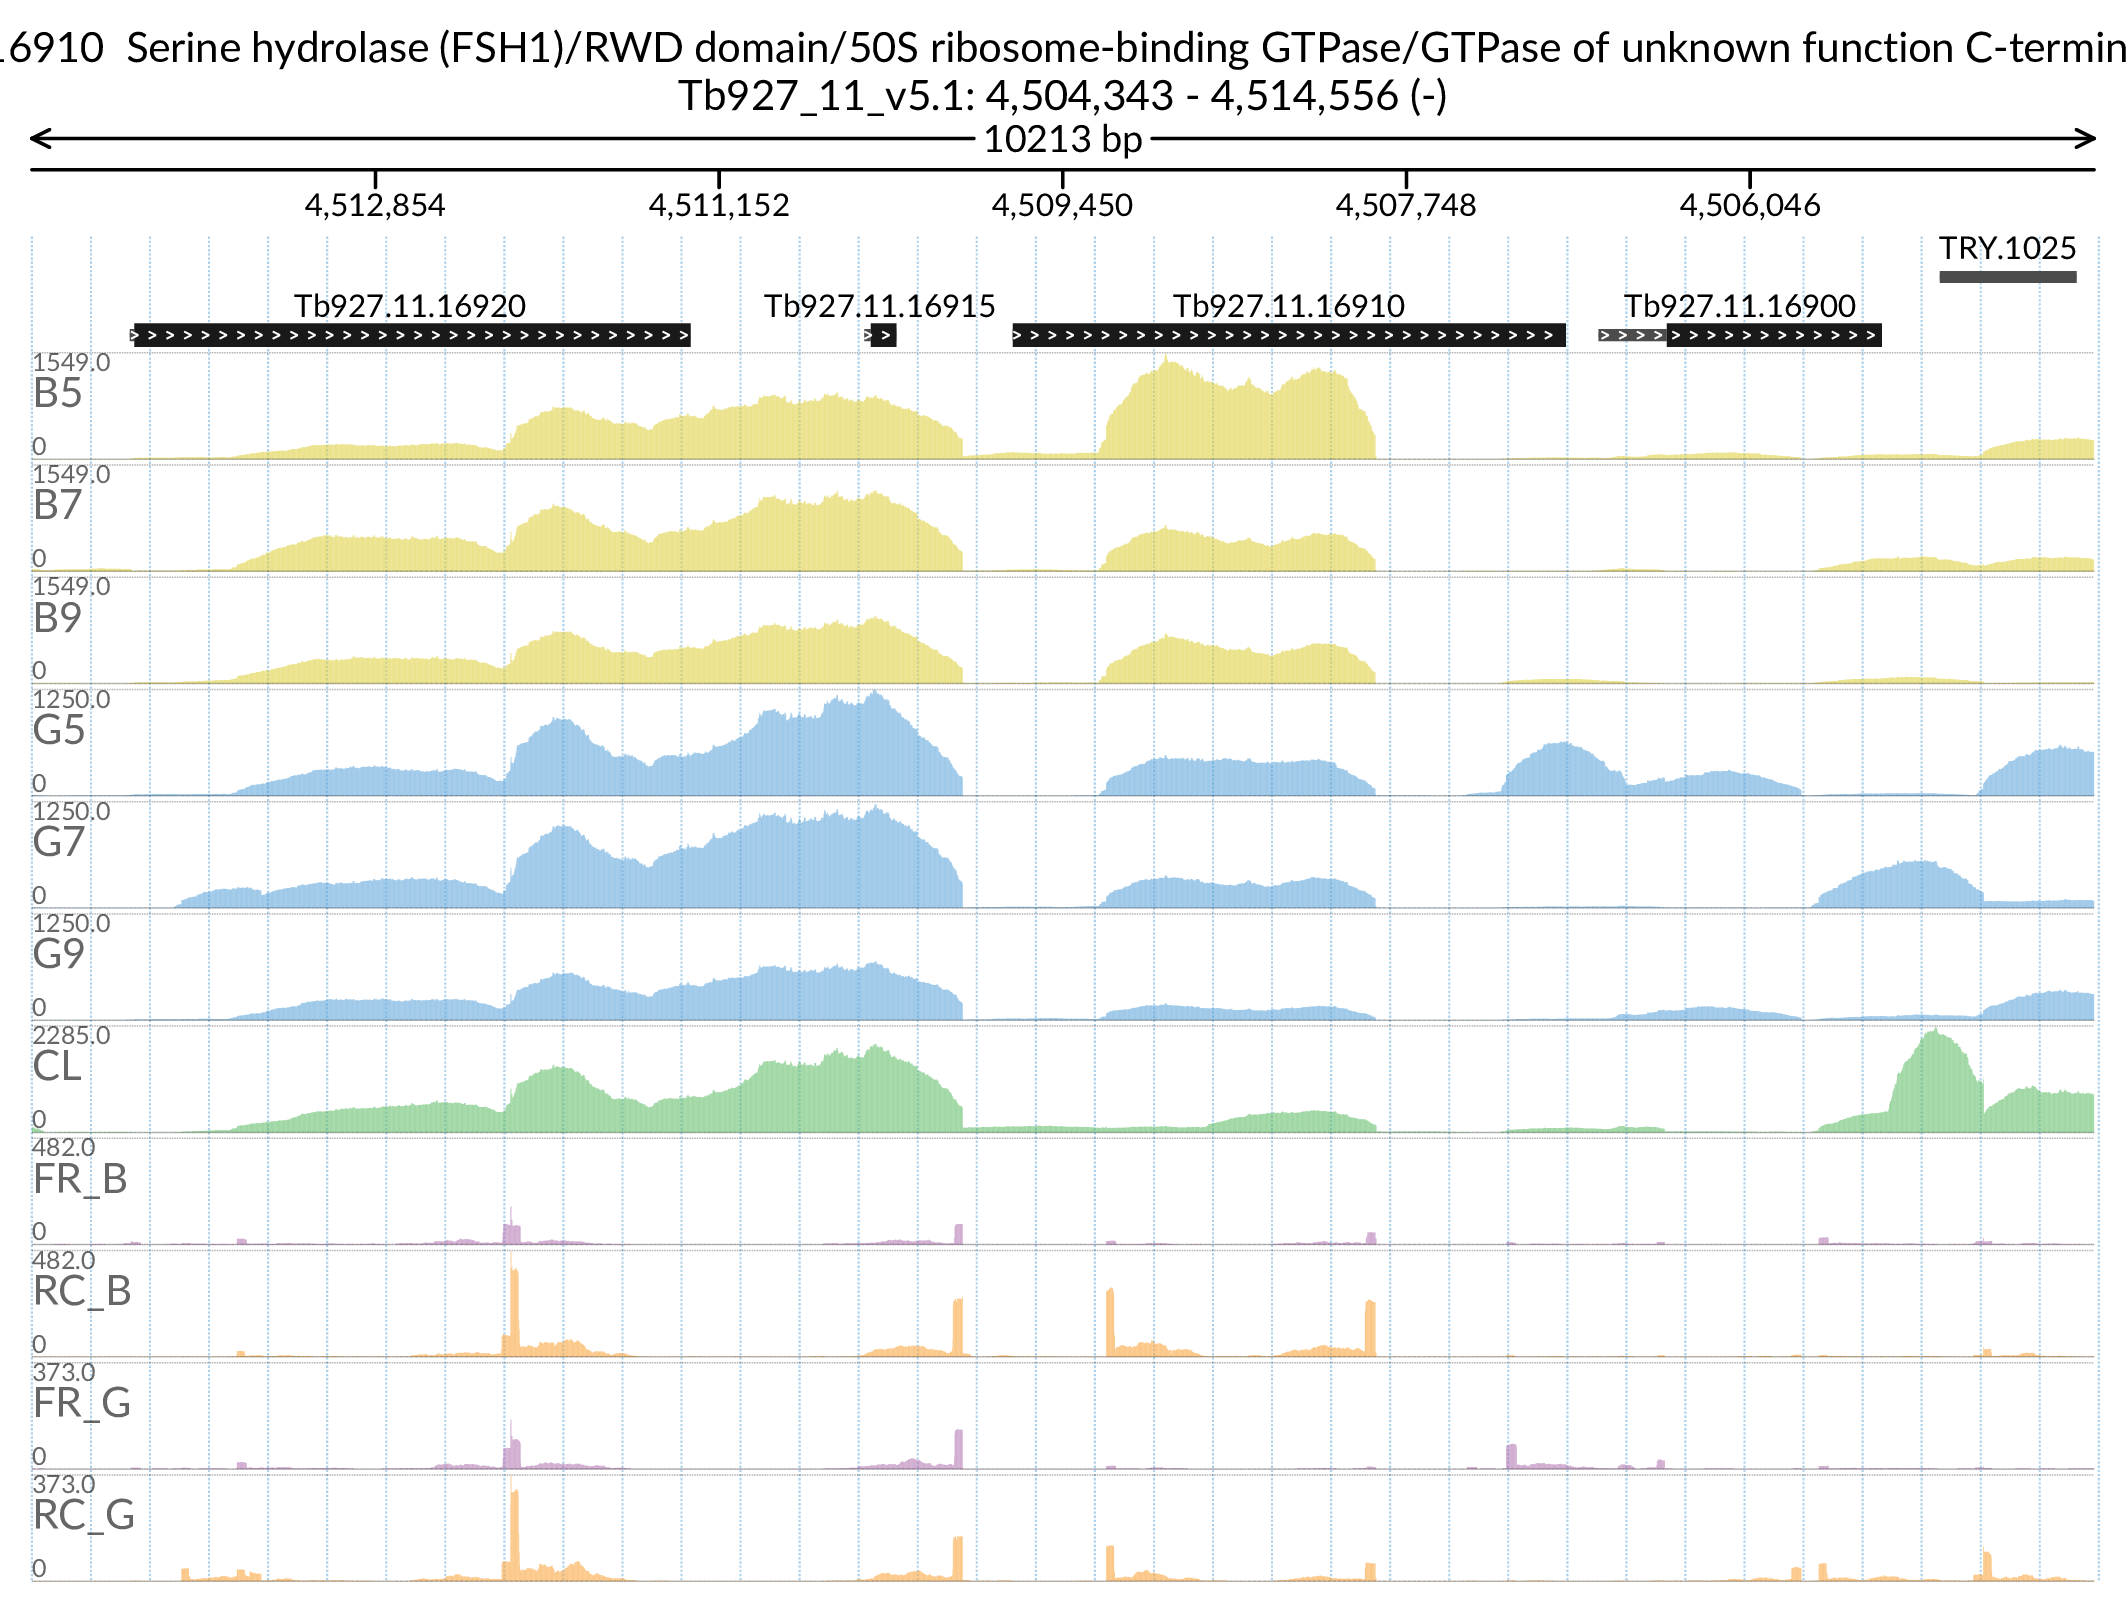 .16910 Serine hydrolase (FSH1)/RWD domain/50S ribosome-binding GTPase/GTPase of unknown function C-termin
Tb927_11_v5.1: 4,504,343 - 4,514,556 (-)
10213 bp
4,512,854 4,511,152 4,509,450 4,507,748 4,506,046
TRY.1025
Tb927.11.16920 Tb927.11.16915 Tb927.11.16910 Tb927.11.16900
1549.0
B5
0
1549.0
B7
0
1549.0
B9
0
1250.0
G5
0
1250.0
G7
0
1250.0
G9
0
2285.0
CL
0
482.0
FR_B
0
482.0
RC_B
0
373.0
FR_G
0
373.0
RC_G
0